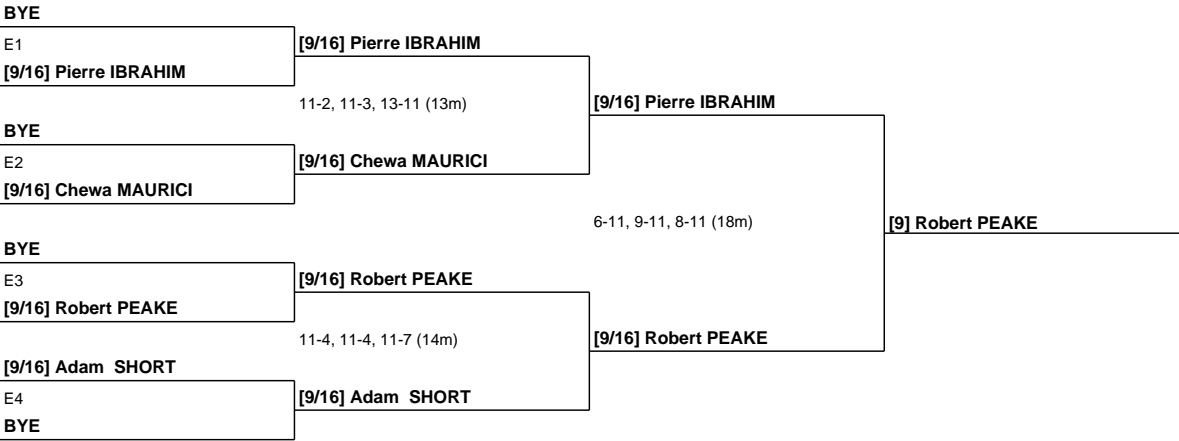 BYE
E1
[9/16] Pierre IBRAHIM
[9/16] Pierre IBRAHIM
11-2, 11-3, 13-11 (13m)
[9/16] Pierre IBRAHIM
BYE
E2
[9/16] Chewa MAURICI
[9/16] Chewa MAURICI
6-11, 9-11, 8-11 (18m)
[9] Robert PEAKE
BYE
E3
[9/16] Robert PEAKE
[9/16] Robert PEAKE
11-4, 11-4, 11-7 (14m)
[9/16] Robert PEAKE
[9/16] Adam  SHORT
E4
[9/16] Adam  SHORT
BYE